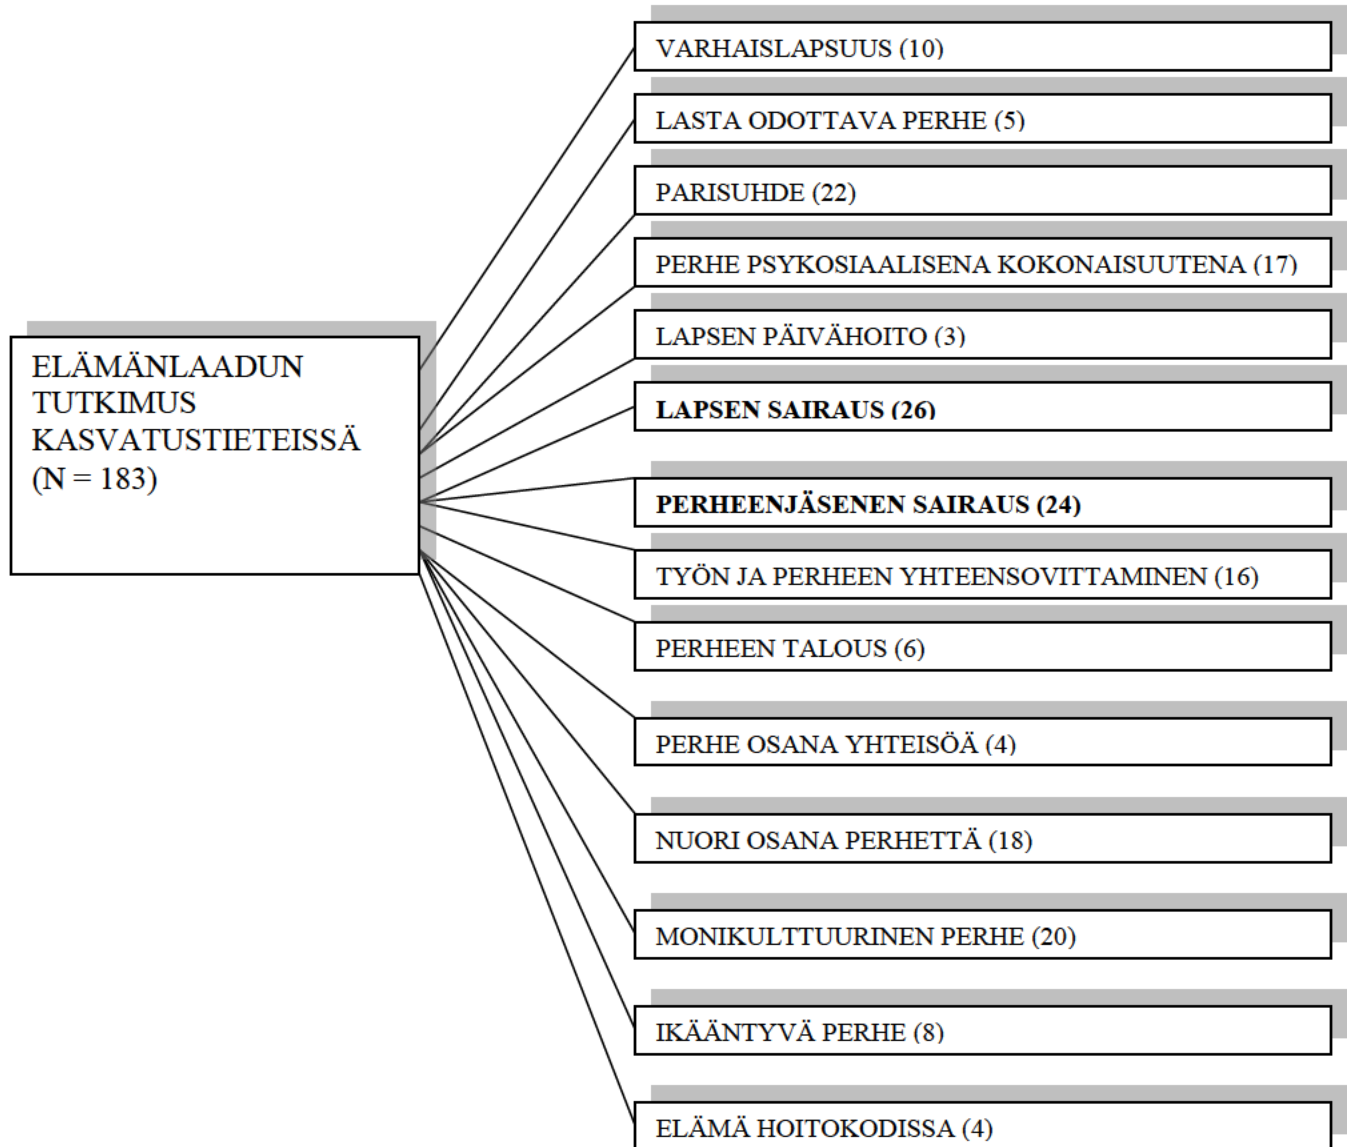 VARHAISLAPSUUS (10)
LASTA ODOTTAVA PERHE (5)
PARISUHDE (22)
PERHE PSYKOSIAALISENA KOKONAISUUTENA (17)
LAPSEN PÄIVÄHOITO (3)
LAPSEN SAIRAUS (26)
ELÄMÄNLAADUN
TUTKIMUS
KASVATUSTIETEISSÄ
(N = 183)
PERHEENJÄSENEN SAIRAUS (24)
TYÖN JA PERHEEN YHTEENSOVITTAMINEN (16)
PERHEEN TALOUS (6)
PERHE OSANA YHTEISÖÄ (4)
NUORI OSANA PERHETTÄ (18)
MONIKULTTUURINEN PERHE (20)
IKÄÄNTYVÄ PERHE (8)
ELÄMÄ HOITOKODISSA (4)